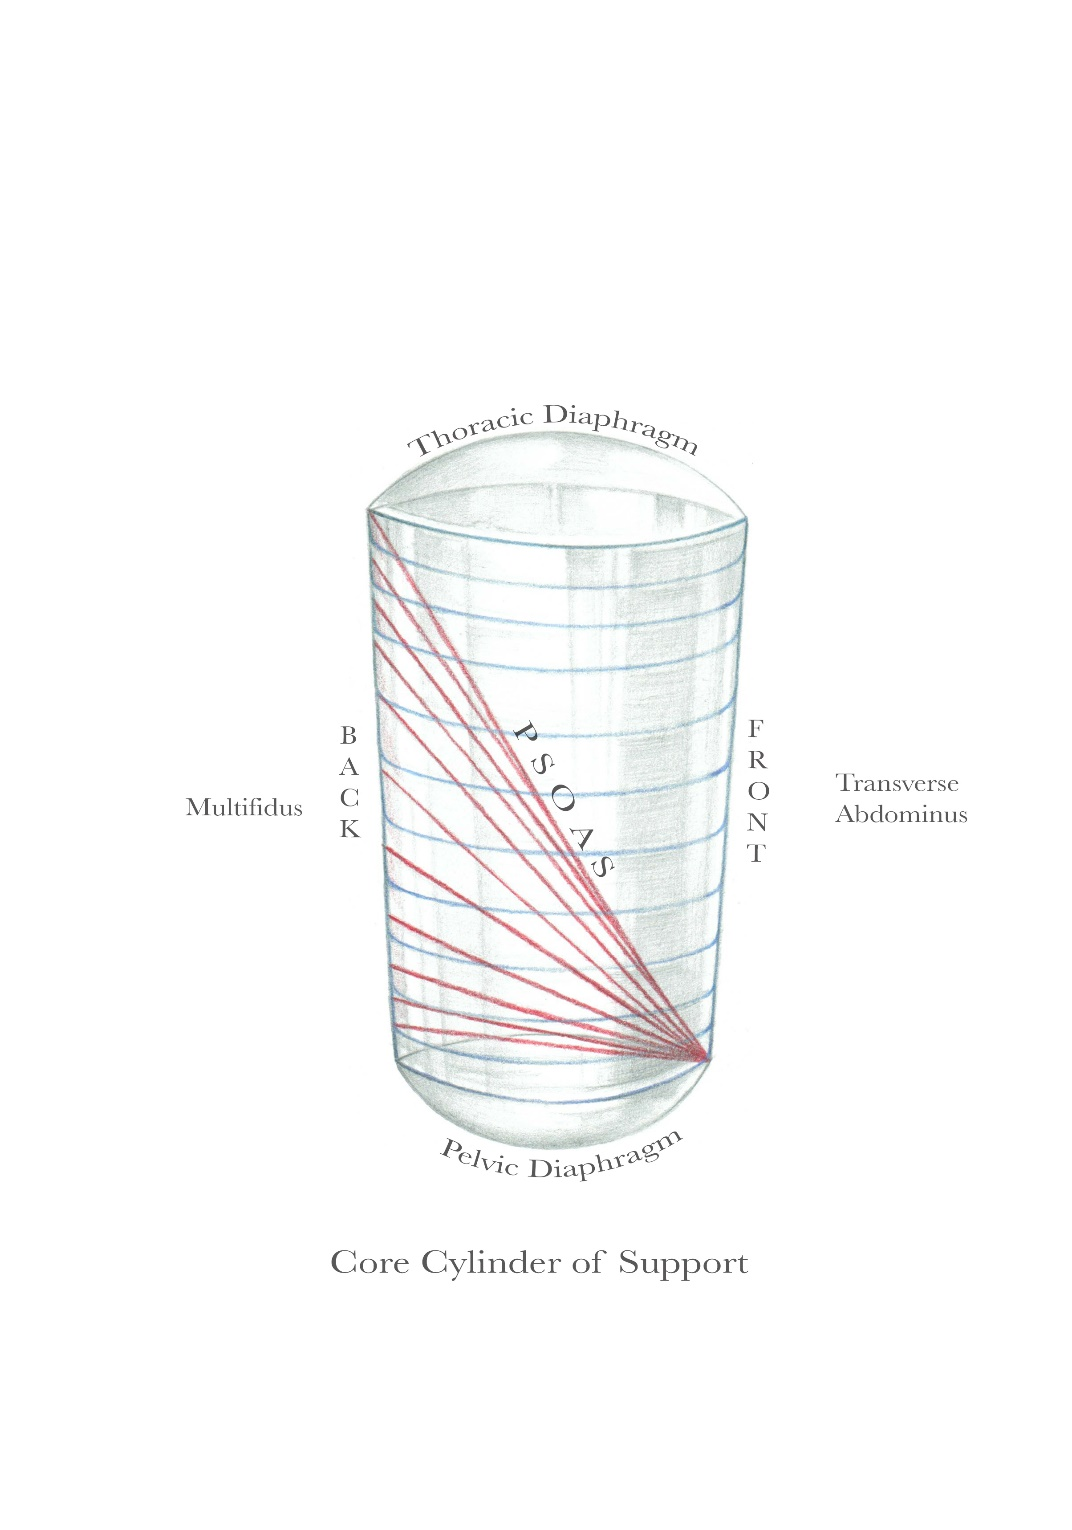 Thoracic Diaphragm
BACK
FRONT
PSOAS
Multifidus
Transverse
Abdominus
Pelvic Diaphragm
Core Cylinder of Support